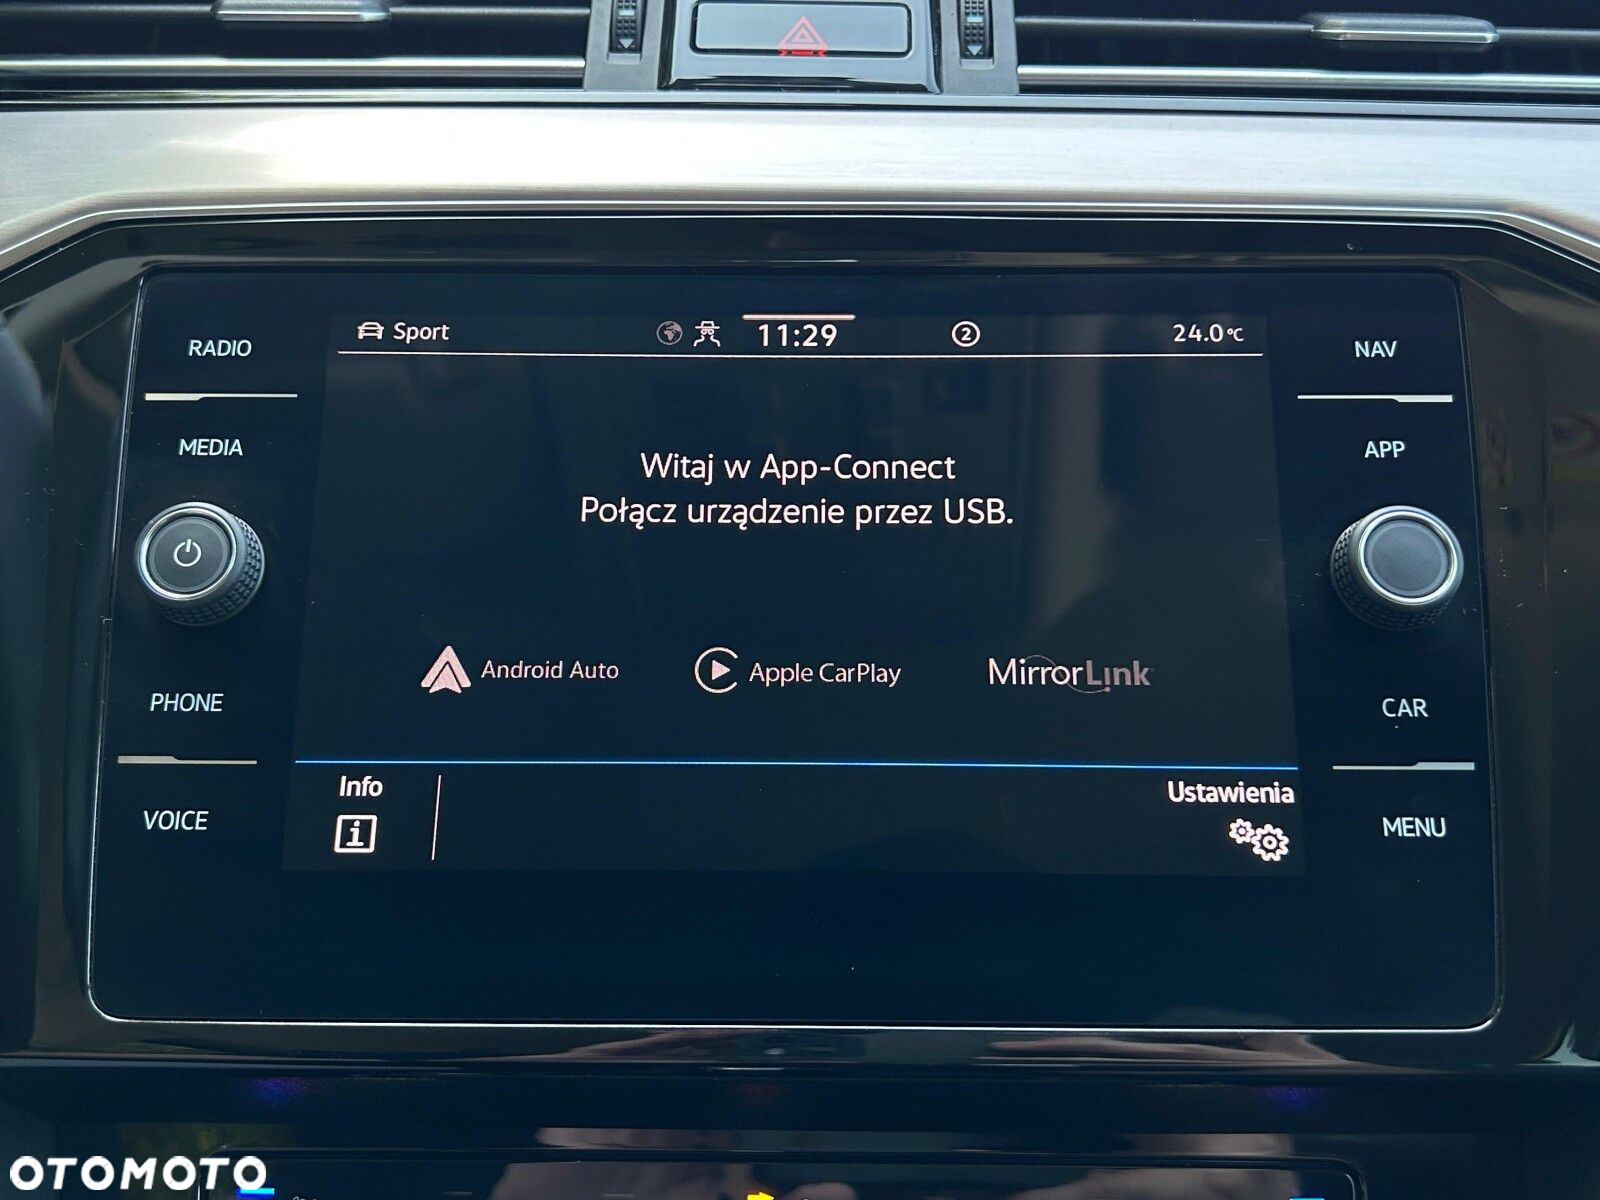 RADIO
Sport
11:29
2
24.0°C
NAV
MEDIA
APP
Witaj w App-Connect
Połącz urządzenie przez USB.
Android Auto
Apple CarPlay
MirrorLink
PHONE
CAR
Info
Ustawienia
VOICE
MENU
OTOMOTO